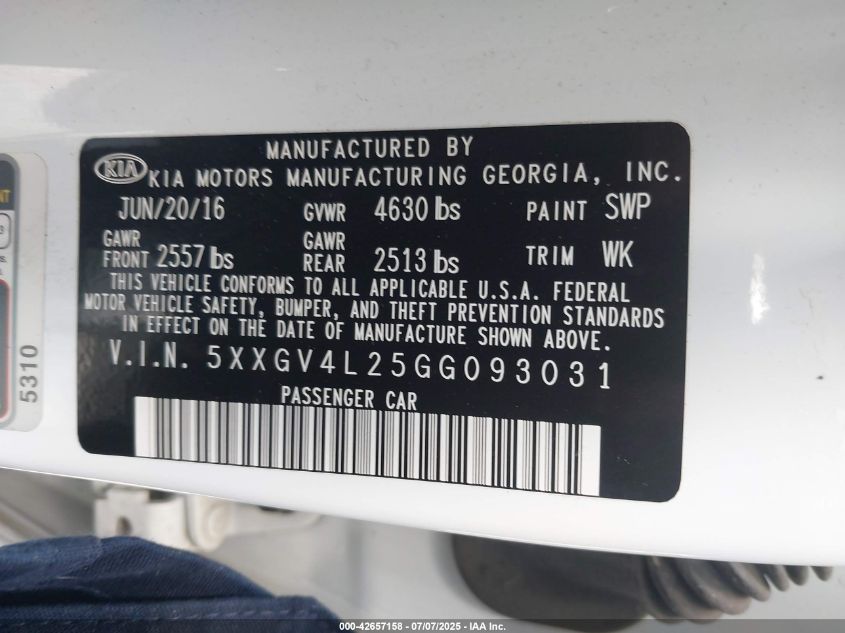 MANUFACTURED BY
KIA KIA MOTORS MANUFACTURING GEORGIA, INC.
JUN/20/16 GVWR 4630 lbs PAINT SWP
GAWR FRONT 2557 lbs GAWR REAR 2513 lbs TRIM WK
THIS VEHICLE CONFORMS TO ALL APPLICABLE U.S.A. FEDERAL
MOTOR VEHICLE SAFETY, BUMPER, AND THEFT PREVENTION STANDARDS
IN EFFECT ON THE DATE OF MANUFACTURE SHOWN ABOVE.
V.I.N. 5XXGV4L25GG093031
PASSENGER CAR
5310
000-42657158 - 07/07/2025 - IAA Inc.